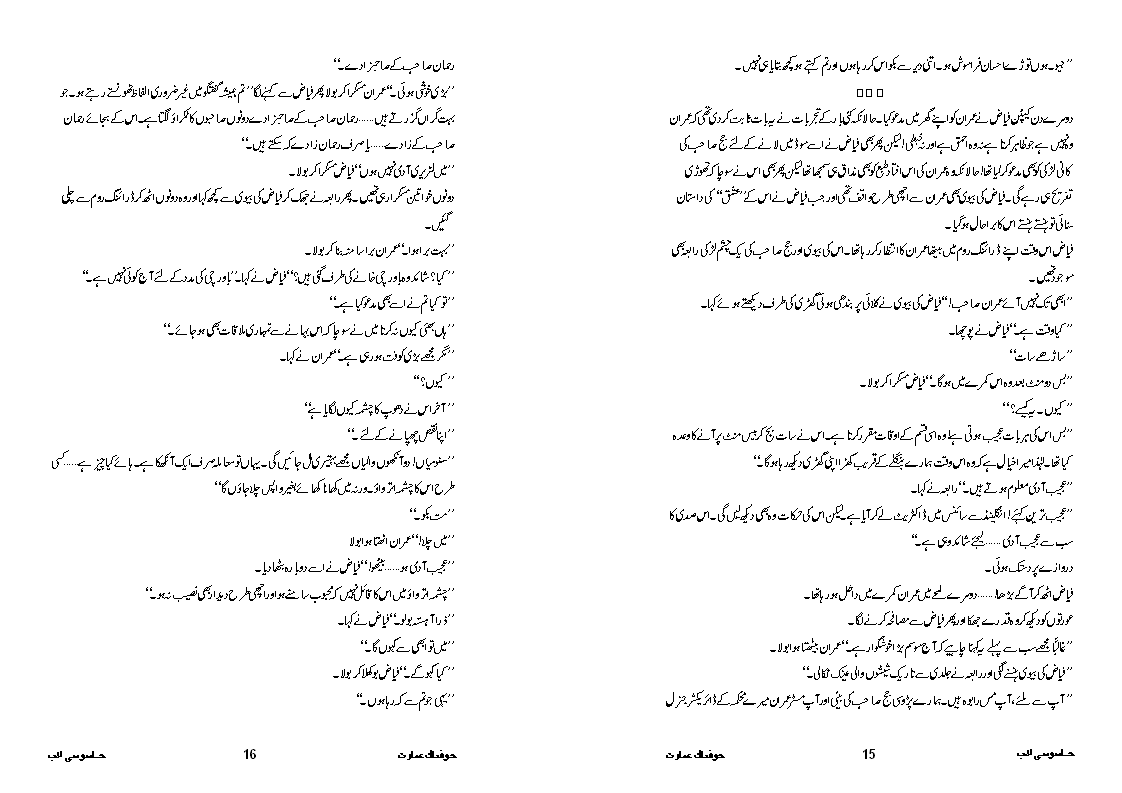 ’’خیر۔ ہوں تو ڑے احسان فراموش ہو۔ اتنی دیر سے بکواس کر رہا ہوں اور تم کہتے ہو کچھ بتایا ہی نہیں۔
□ □ □
دوسرے دن کیپٹن فیاض نے عمران کو اپنے گھر میں مدعو کیا۔ حالانکہ کئی بار کے تجربات نے یہ بات ثابت کر دی تھی کہ عمران
وہ نہیں ہے جو ظاہر کرتا ہے: نہ وہ احمق ہے اور نہ خبطی! لیکن پھر بھی فیاض نے اسے موڈ میں لانے کے لئے جج صاحب کی
کانی لڑکی کو بھی مدعو کر لیا تھا! حالانکہ وہ عمران کی اس افتاد طبع کو بھی مذاق ہی سمجھا تھا لیکن پھر بھی اس نے سوچا کہ تھوڑی
تفریح ہی رہے گی۔ فیاض کی بیوی بھی عمران سے اچھی طرح واقف تھی اور جب فیاض نے اس کے ’’عشق‘‘ کی داستان
سنائی تو ہنستے ہنستے اس کا برا حال ہو گیا۔
فیاض اس وقت اپنے ڈرائنگ روم میں بیٹھا عمران کا انتظار کر رہا تھا۔ اس کی بیوی اور جج صاحب کی یک چشم لڑکی رابعہ بھی
موجود تھیں۔
’’ابھی تک نہیں آئے عمران صاحب!‘‘ فیاض کی بیوی نے کلائی پر بندھی ہوئی گھڑی کی طرف دیکھتے ہوئے کہا۔
’’کیا وقت ہے۔‘‘ فیاض نے پوچھا۔
’’ساڑھے سات‘‘
’’بس دو منٹ بعد وہ اس کمرے میں ہوگا۔‘‘ فیاض مسکرا کر بولا۔
’’کیوں۔ یہ کیسے؟‘‘
’’بس اس کی ہر بات عجیب ہوتی ہے! وہ اسی قسم کے اوقات مقرر کرتا ہے۔ اس نے سات بج کر بتیس منٹ پر آنے کا وعدہ
کیا تھا۔ لہٰذا میرا خیال ہے کہ وہ اس وقت ہمارے بنگلے کے قریب کھڑا اپنی گھڑی دیکھ رہا ہوگا۔‘‘
’’عجیب آدمی معلوم ہوتے ہیں۔‘‘ رابعہ نے کہا۔
’’عجیب ترین کہئے! انگلینڈ سے سائنس میں ڈاکٹریٹ لے کر آیا ہے۔ لیکن اس کی حرکات وہ بھی دیکھ لیں گی۔ اس صدی کا
سب سے عجیب آدمی ...... لیجئے شائد وہی ہے۔‘‘
دروازے پر دستک ہوئی۔
فیاض اٹھ کر آگے بڑھا! ...... دوسرے لمحے میں عمران کمرے میں داخل ہو رہا تھا۔
عورتوں کو دیکھ کر وہ قدرے جھکا اور پھر فیاض سے مصافحہ کرنے لگا۔
’’غالباً مجھے سب سے پہلے یہ کہنا چاہیے کہ آج موسم بڑا خوشگوار ہے۔‘‘ عمران بیٹھتا ہوا بولا۔
’’فیاض کی بیوی ہنسنے لگی اور رابعہ نے جلدی سے تاریک شیشوں والی عینک نکالی۔‘‘
’’آپ سے ملئے، آپ مس رابعہ ہیں۔ ہمارے پڑوسی جج صاحب کی بیٹی اور آپ مسٹر عمران میرے محکمہ کے ڈائریکٹر جنرل
خوفناک عمارت 15 جاسوسی ادب
رحمان صاحب کے صاحبزادے۔‘‘
’’بڑی خوشی ہوئی۔‘‘ عمران مسکرا کر بولا پھر فیاض سے کہنے لگا ’’تم ہمیشہ گفتگو میں غیر ضروری الفاظ ٹھونستے رہتے ہو۔ جو
بہت گراں گزرتے ہیں ...... رحمان صاحب کے صاحبزادے دونوں صاحبوں کا ٹکراؤ لگتا ہے۔ اس کے بجائے رحمان
صاحب کے زادے ...... یا صرف رحمان زادے کہ سکتے ہیں۔‘‘
’’میں لٹریری آدمی نہیں ہوں‘‘ فیاض مسکرا کر بولا۔
دونوں خواتین مسکرا رہی تھیں۔ پھر رابعہ نے جھک کر فیاض کی بیوی سے کچھ کہا اور وہ دونوں اٹھ کر ڈرائنگ روم سے چلی
گئیں۔
’’بہت برا ہوا۔‘‘ عمران برا سا منہ بنا کر بولا۔
’’کیا؟ شائد وہ باورچی خانے کی طرف گئی ہیں؟‘‘ فیاض نے کہا۔ ’’باورچی کی مدد کے لئے آج کوئی نہیں ہے۔‘‘
’’تو کیا تم نے اسے بھی مدعو کیا ہے۔‘‘
’’ہاں بھئی کیوں نہ کرتا میں نے سوچا کہ اس بہانے سے تمہاری ملاقات بھی ہو جائے۔‘‘
’’مگر مجھے بڑی کوفت ہو رہی ہے۔‘‘ عمران نے کہا۔
’’کیوں؟‘‘
’’آخر اس نے دھوپ کا چشمہ کیوں لگایا ہے‘‘
’’اپنا نقص چھپانے کے لئے۔‘‘
’’سنو میاں! دو آنکھوں والیاں مجھے بہتیری مل جائیں گی۔ یہاں تو معاملہ صرف ایک آنکھ کا ہے۔ ہائے کیا چیز ہے ..... کسی
طرح اس کا چشمہ اتر واؤ۔ ورنہ میں کھانا کھائے بغیر واپس چلا جاؤں گا‘‘
’’مت بکو۔‘‘
’’میں چلا!‘‘ عمران اٹھتا ہوا بولا
’’عجیب آدمی ہو ...... بیٹھو!‘‘ فیاض نے اسے دوبارہ بٹھا دیا۔
’’چشمہ اتر واؤ میں اس کا قائل نہیں کہ محبوب سامنے ہو اور اچھی طرح دیدار بھی نصیب نہ ہو۔‘‘
’’ذرا آہستہ بولو۔‘‘ فیاض نے کہا۔
’’میں تو ابھی سے کہوں گا۔‘‘
’’کیا کہو گے۔‘‘ فیاض بوکھلا کر بولا۔
’’یہی جو تم سے کہ رہا ہوں۔‘‘
خوفناک عمارت 16 جاسوسی ادب